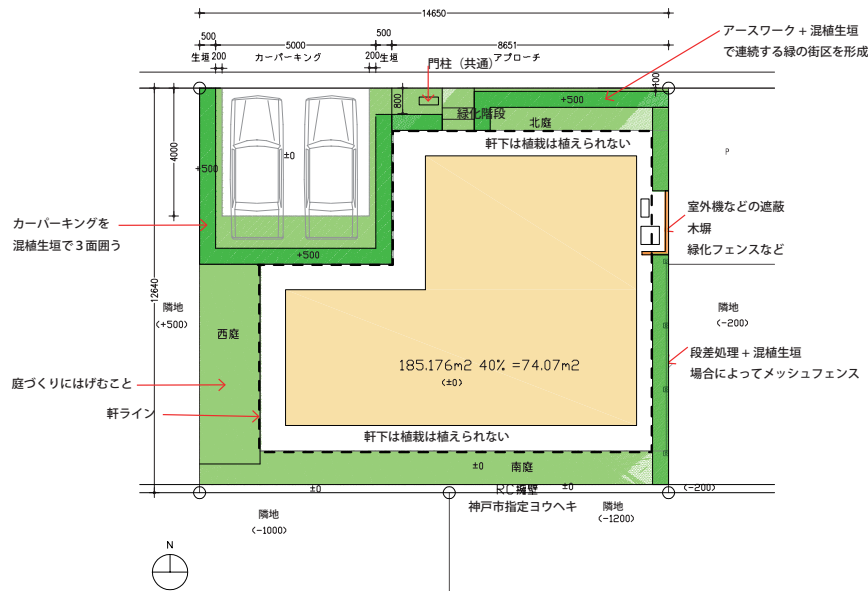 14650
500
5000
500
8651
生垣
200
カーパーキング
200
生垣
アプローチ
アースワーク + 混植生垣
で連続する緑の街区を形成
門柱（共通）
400
800
+500
緑化階段
北庭
軒下は植栽は植えられない
P
4000
±0
+500
カーパーキングを
混植生垣で３面囲う
+500
室外機などの遮蔽
木塀
緑化フェンスなど
12640
隣地
(+500)
西庭
隣地
(-200)
185.176m2 40% =74.07m2
(±0)
段差処理 + 混植生垣
場合によってメッシュフェンス
庭づくりにはげむこと
軒ライン
軒下は植栽は植えられない
±0
南庭
±0
RC擁壁
±0
(-200)
神戸市指定ヨウヘキ
隣地
(-1000)
隣地
(-1200)
N